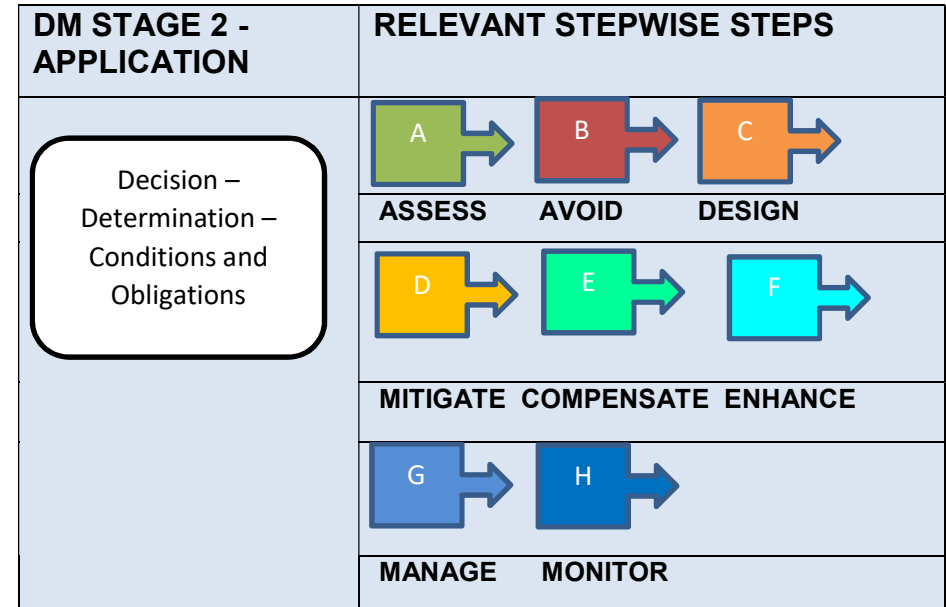 DM STAGE 2 -
APPLICATION
RELEVANT STEPWISE STEPS
Decision –
Determination –
Conditions and
Obligations
A B C
ASSESS AVOID DESIGN
D E F
MITIGATE COMPENSATE ENHANCE
G H
MANAGE MONITOR